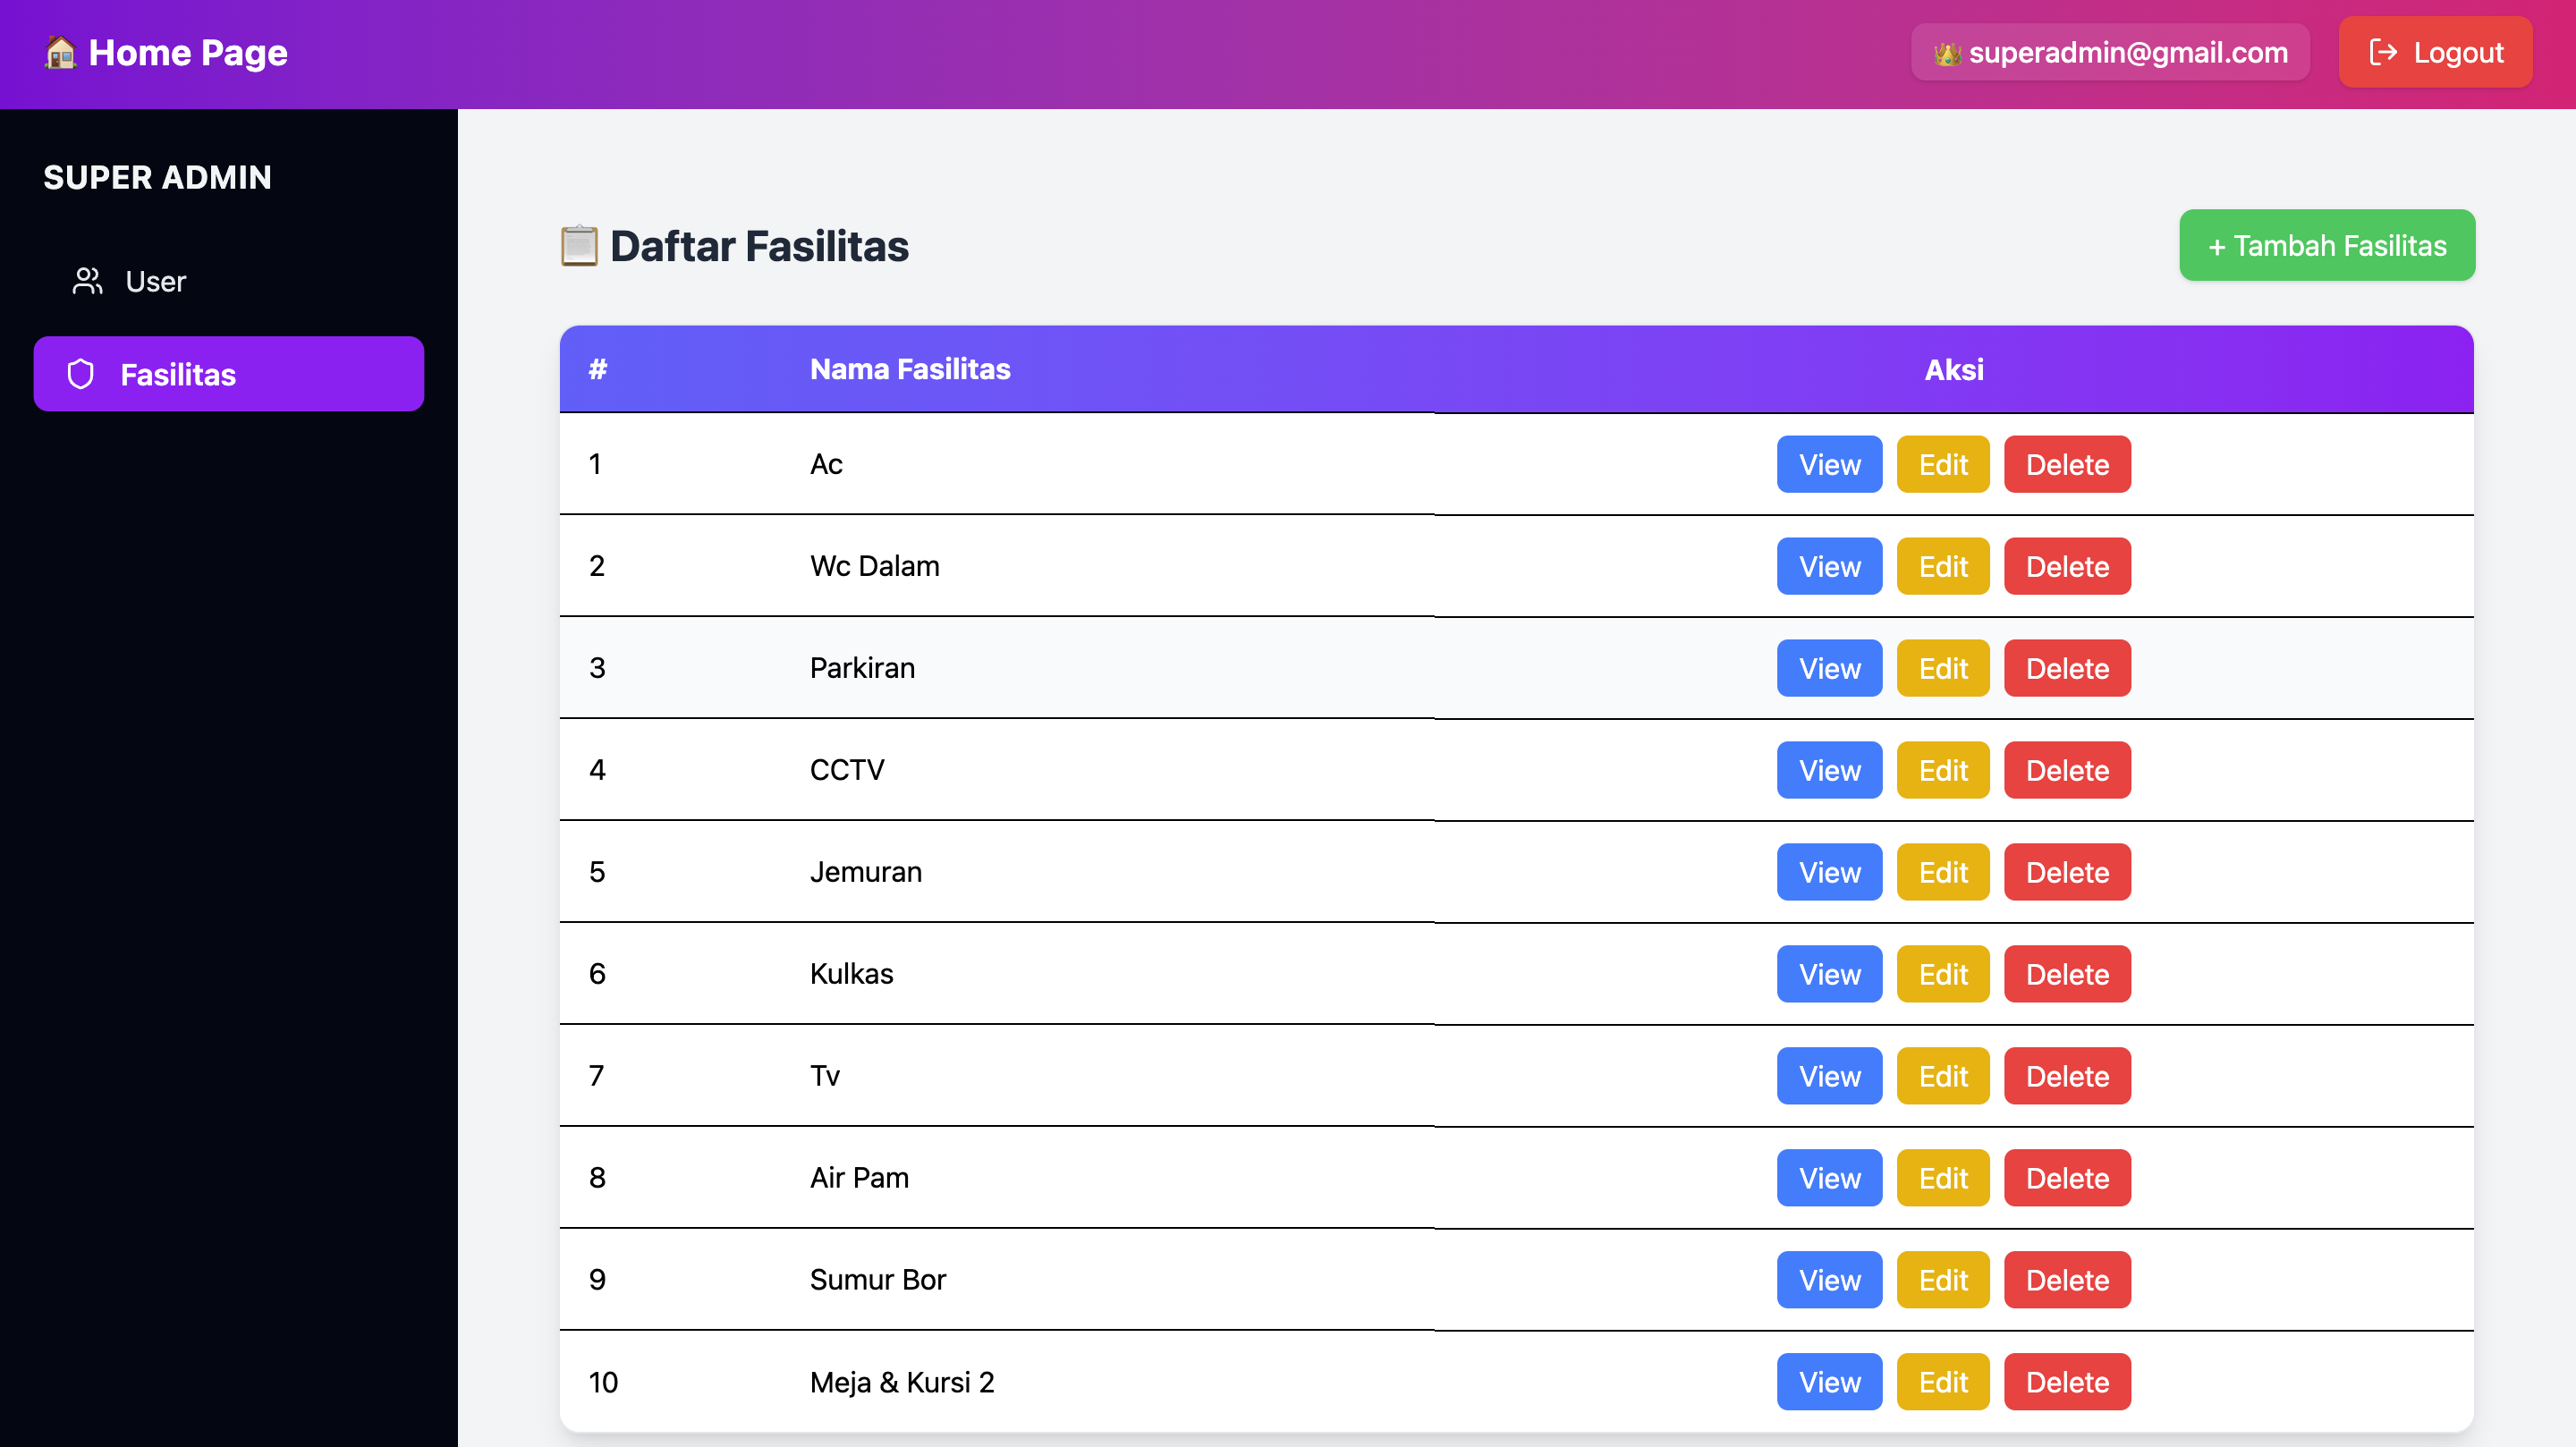 🏠 Home Page
👑 superadmin@gmail.com
Logout
SUPER ADMIN
User
Fasilitas
📋 Daftar Fasilitas
+ Tambah Fasilitas
# Nama Fasilitas Aksi
1 Ac View Edit Delete
2 Wc Dalam View Edit Delete
3 Parkiran View Edit Delete
4 CCTV View Edit Delete
5 Jemuran View Edit Delete
6 Kulkas View Edit Delete
7 Tv View Edit Delete
8 Air Pam View Edit Delete
9 Sumur Bor View Edit Delete
10 Meja & Kursi 2 View Edit Delete